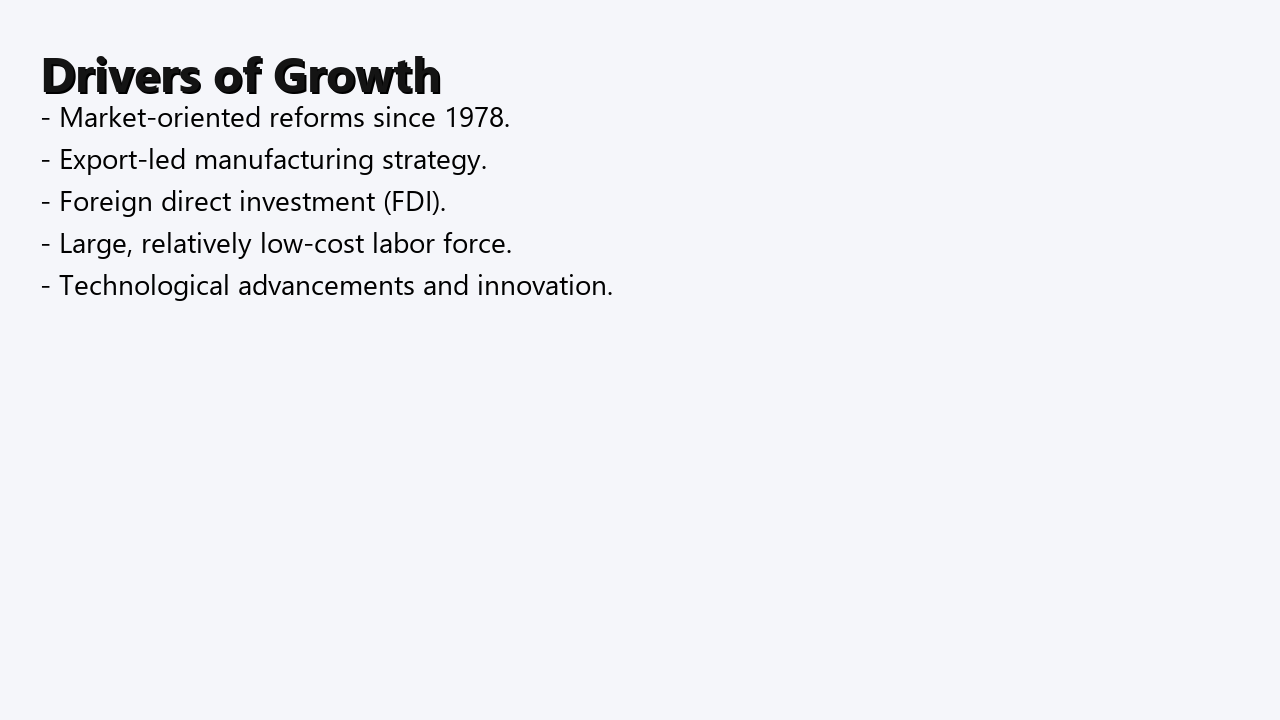 Drivers of Growth
- Market-oriented reforms since 1978.
- Export-led manufacturing strategy.
- Foreign direct investment (FDI).
- Large, relatively low-cost labor force.
- Technological advancements and innovation.